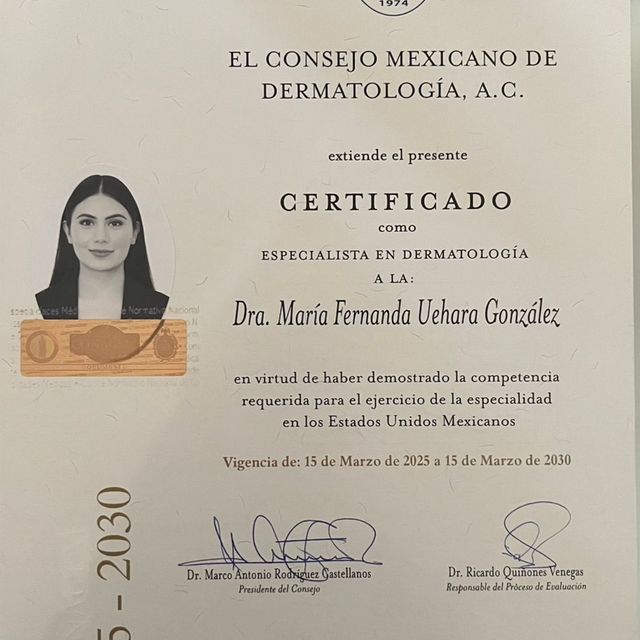 1974
EL CONSEJO MEXICANO DE
DERMATOLOGÍA, A.C.
extiende el presente
CERTIFICADO
como
ESPECIALISTA EN DERMATOLOGÍA
A LA:
Dra. María Fernanda Uehara González
en virtud de haber demostrado la competencia
requerida para el ejercicio de la especialidad
en los Estados Unidos Mexicanos
Vigencia de: 15 de Marzo de 2025 a 15 de Marzo de 2030
Dr. Marco Antonio Rodríguez Castellanos
Presidente del Consejo
Dr. Ricardo Quiñones Venegas
Responsable del Proceso de Evaluación
Normativo Nacional
5 - 2030